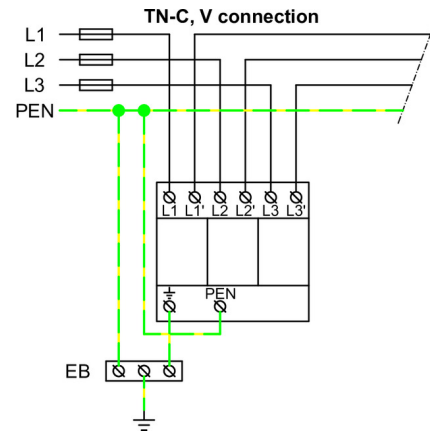 TN-C, V connection
L1
L2
L3
PEN
L1 L1' L2 L2' L3 L3'
PEN
EB